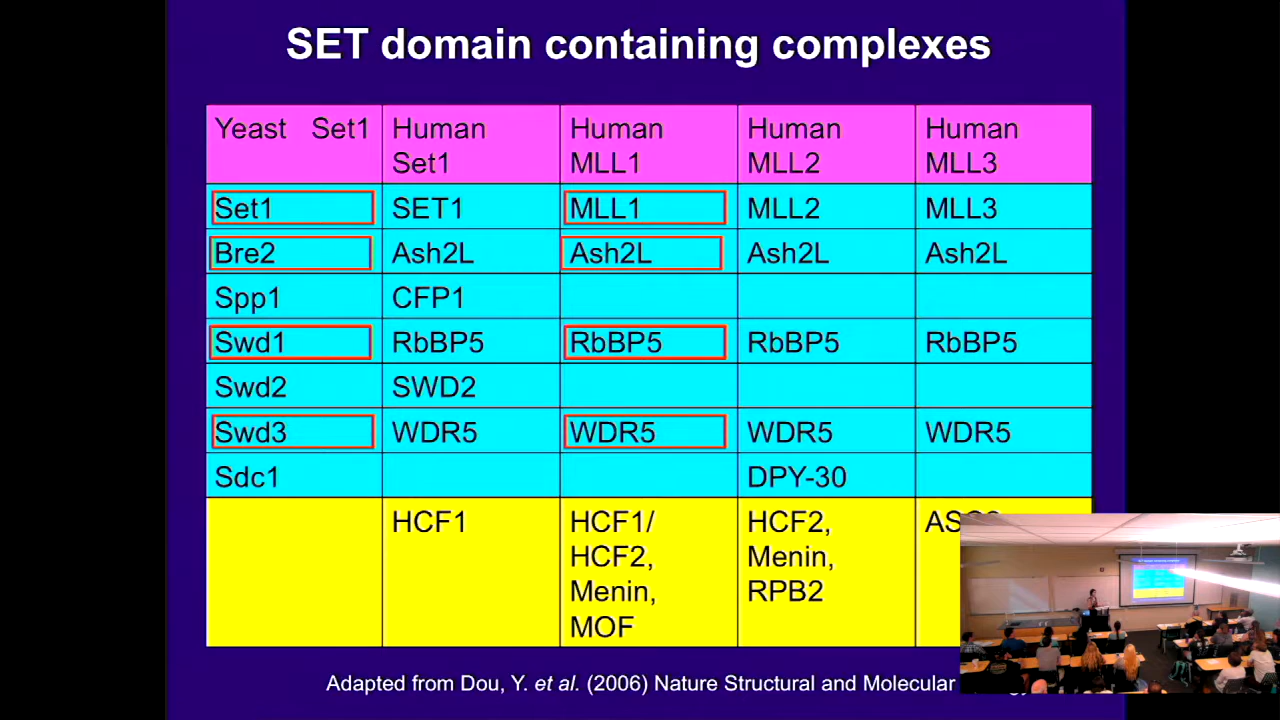 SET domain containing complexes
Yeast Set1 Human Set1 Human MLL1 Human MLL2 Human MLL3
Set1 SET1 MLL1 MLL2 MLL3
Bre2 Ash2L Ash2L Ash2L Ash2L
Spp1 CFP1
Swd1 RbBP5 RbBP5 RbBP5 RbBP5
Swd2 SWD2
Swd3 WDR5 WDR5 WDR5 WDR5
Sdc1 DPY-30
HCF1 HCF1/ HCF2, Menin, MOF HCF2, Menin, RPB2
Adapted from Dou, Y. et al. (2006) Nature Structural and Molecular